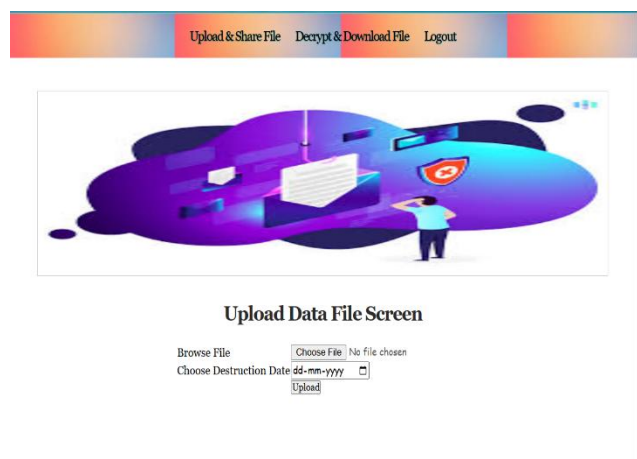 Upload & Share File Decrypt & Download File Logout
Upload Data File Screen
Browse File Choose File No file chosen
Choose Destruction Date dd-mm-yyyy
Upload